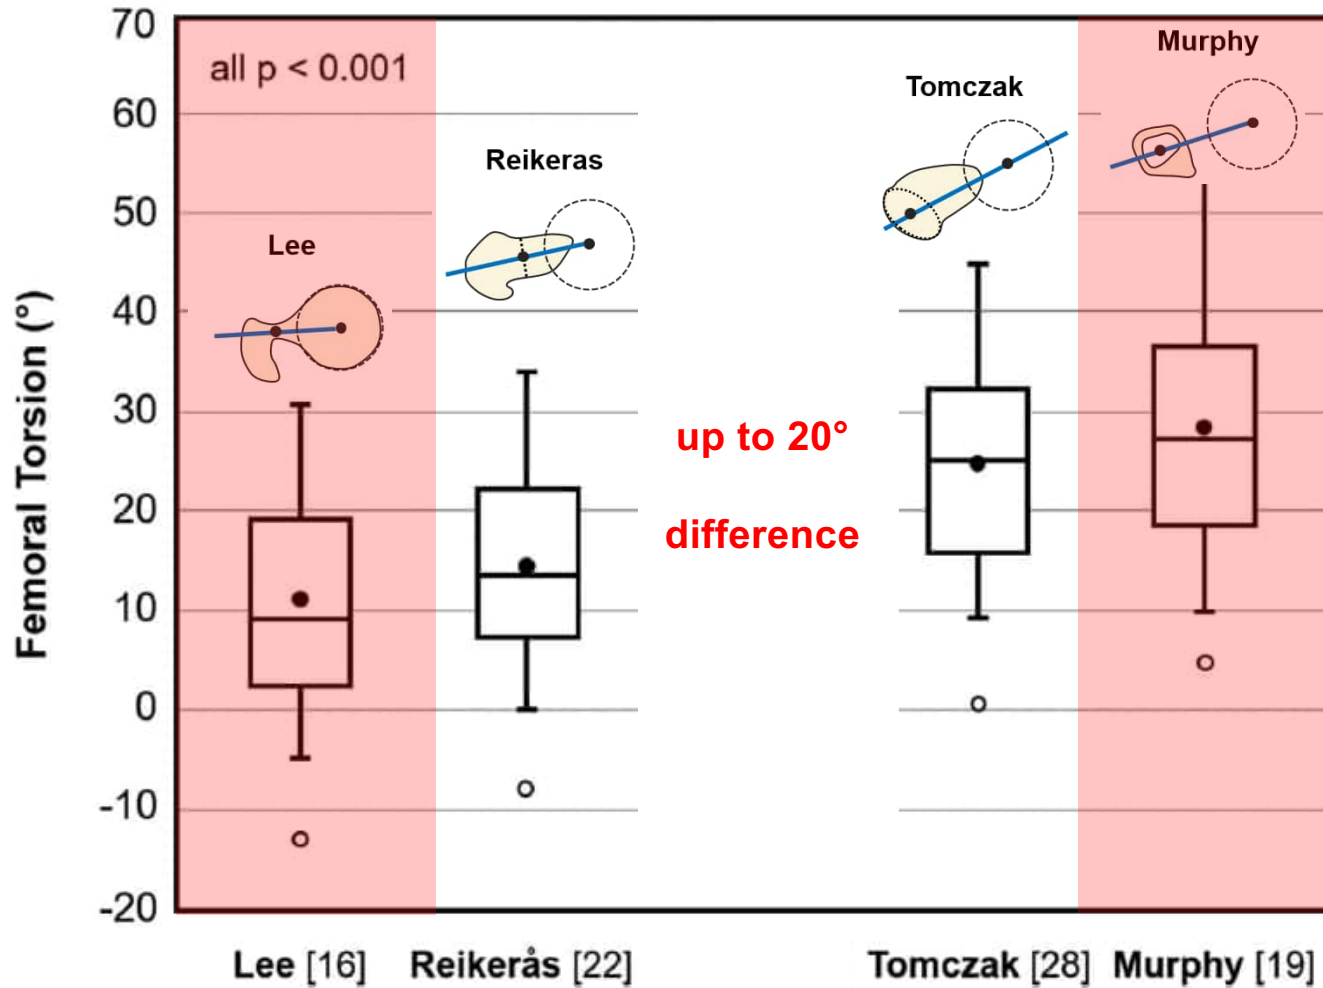 70
60
50
40
30
20
10
0
-10
-20
Femoral Torsion (°)
all p < 0.001
Lee
Reikeras
Tomczak
Murphy
up to 20°
difference
Lee [16] Reikerås [22] Tomczak [28] Murphy [19]